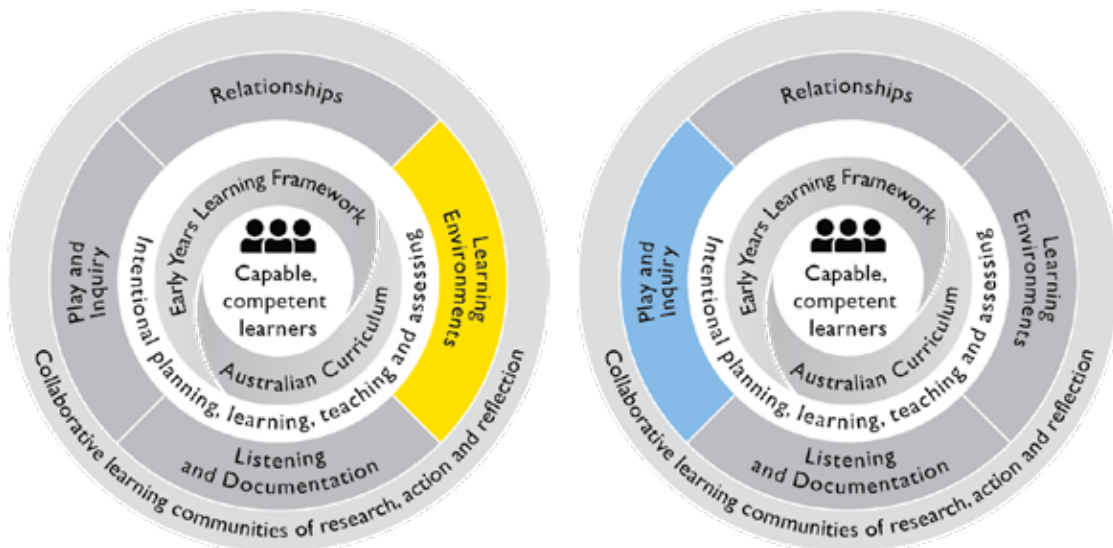 Relationships
Learning
Environments
Listening
and Documentation
Play and
Inquiry
Intentional planning, learning, teaching and assessing
Early Years Learning Framework
Australian Curriculum
Capable,
competent
learners
Collaborative learning communities of research, action and reflection
Relationships
Learning
Environments
Listening
and Documentation
Play and
Inquiry
Intentional planning, learning, teaching and assessing
Early Years Learning Framework
Australian Curriculum
Capable,
competent
learners
Collaborative learning communities of research, action and reflection